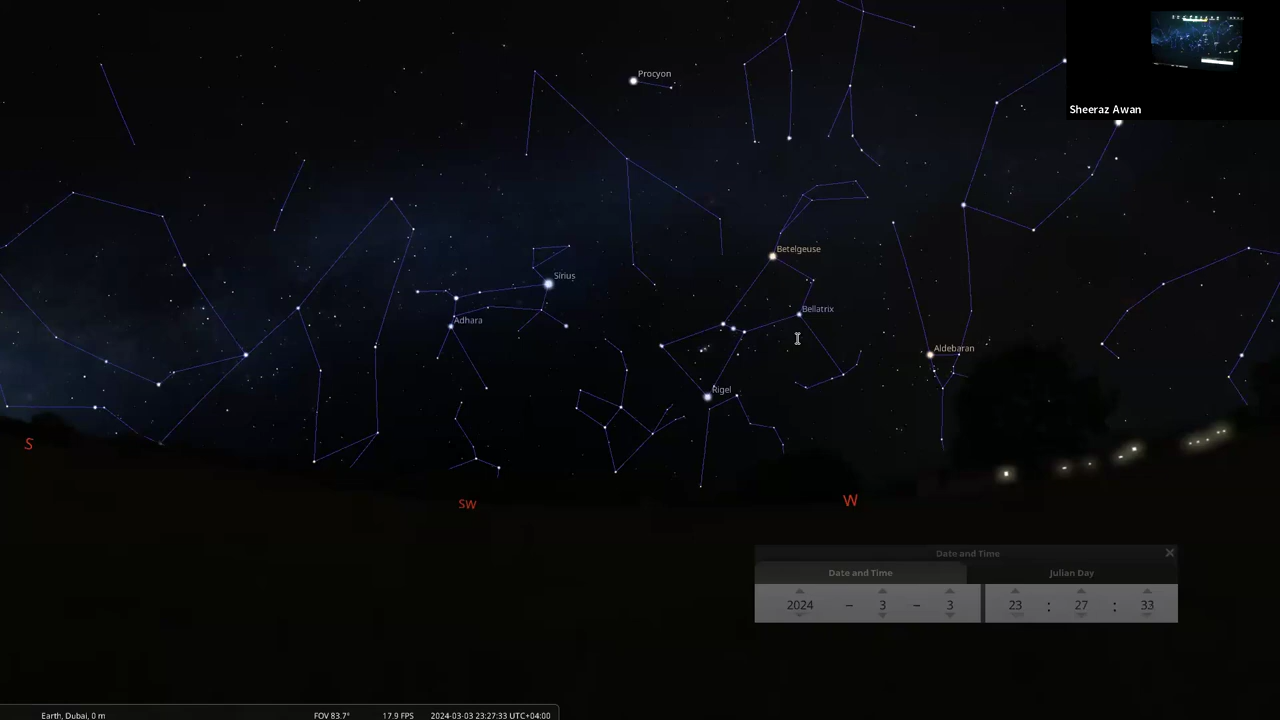 Procyon
Sheeraz Awan
Betelgeuse
Sirius
Bellatrix
Adhara
Aldebaran
Rigel
S
SW
W
Date and Time
Date and Time
Julian Day
2024 – 3 – 3 23 : 27 : 33
Earth, Dubai, 0 m FOV 83.7° 17.9 FPS 2024-03-03 23:27:33 UTC+04:00